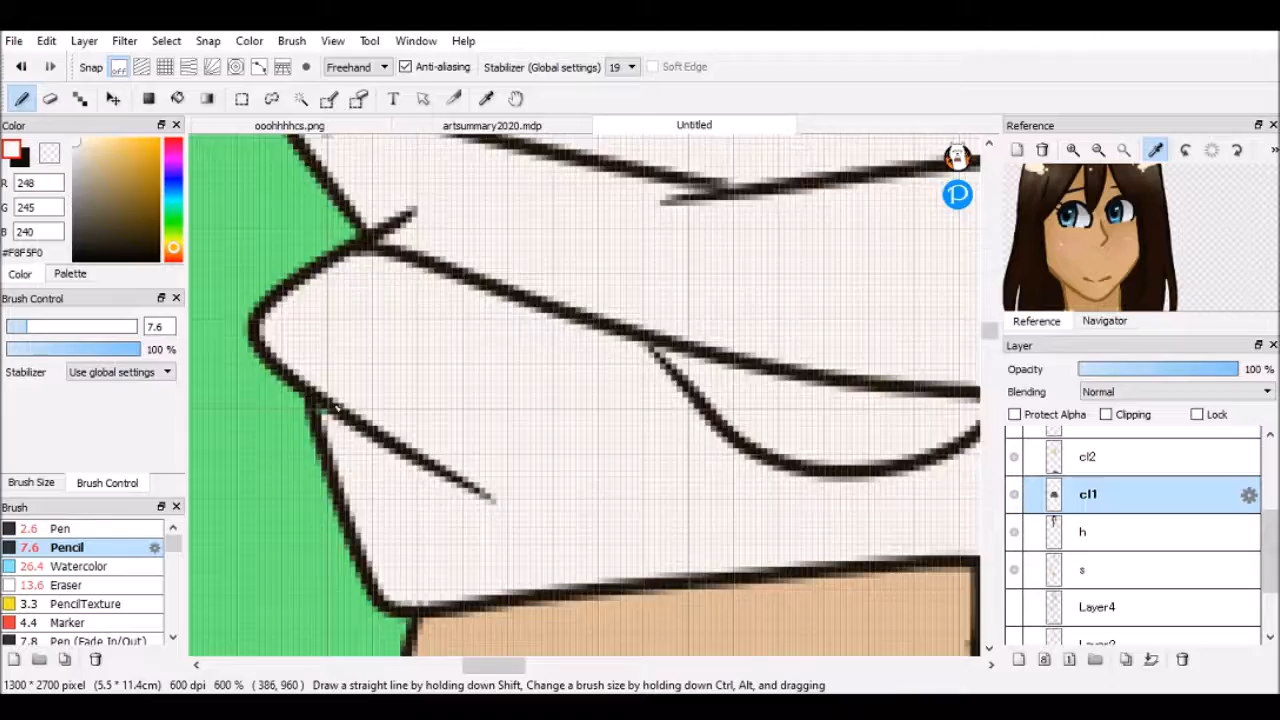 File Edit Layer Filter Select Snap Color Brush View Tool Window Help
Snap off Freehand Anti-aliasing Stabilizer (Global settings) 19 Soft Edge
T
Color ooohhhhcs.png artsummary2020.mdp Untitled Reference
R 248
G 245
B 240
#F8F5F0
Color Palette
Brush Control
7.6
100 %
Stabilizer Use global settings
Brush Size Brush Control
Brush
2.6 Pen
7.6 Pencil
26.4 Watercolor
13.6 Eraser
3.3 PencilTexture
4.4 Marker
7.8 Pen (Fade In/Out)
P
Reference Navigator
Layer
Opacity 100 %
Blending Normal
Protect Alpha Clipping Lock
cl2
cl1
h
s
Layer4
1300 * 2700 pixel (5.5 * 11.4cm) 600 dpi 600 % ( 386, 960 ) Draw a straight line by holding down Shift, Change a brush size by holding down Ctrl, Alt, and dragging